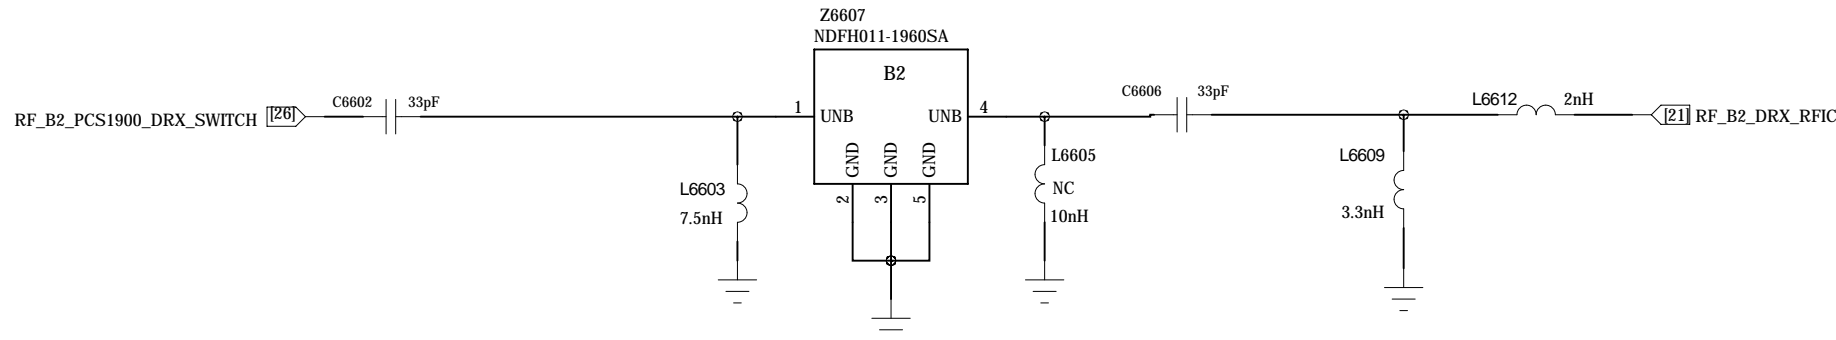 Z6607
NDFH011-1960SA
B2
RF_B2_PCS1900_DRX_SWITCH [26]
C6602 33pF
1 UNB
UNB 4
C6606 33pF
L6612 2nH
[21] RF_B2_DRX_RFIC
GND GND GND
2 3 5
L6603
7.5nH
L6605
NC
10nH
L6609
3.3nH